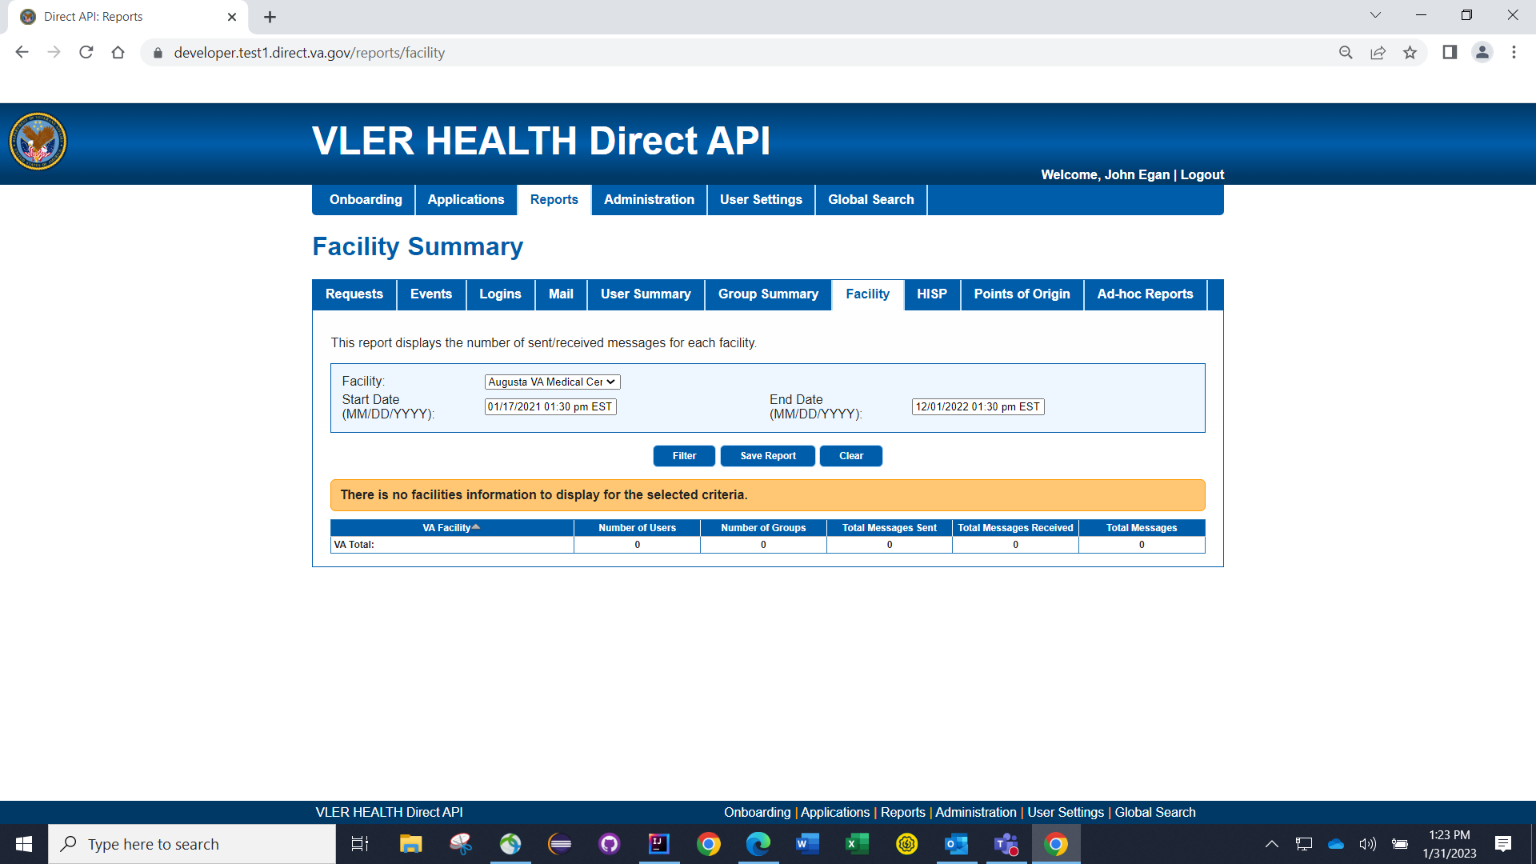 Direct API: Reports
developer.test1.direct.va.gov/reports/facility
VLER HEALTH Direct API
Welcome, John Egan | Logout
Onboarding Applications Reports Administration User Settings Global Search
Facility Summary
Requests Events Logins Mail User Summary Group Summary Facility HISP Points of Origin Ad-hoc Reports
This report displays the number of sent/received messages for each facility.
Facility: Augusta VA Medical Cer
Start Date
(MM/DD/YYYY): 01/17/2021 01:30 pm EST
End Date
(MM/DD/YYYY): 12/01/2022 01:30 pm EST
Filter Save Report Clear
There is no facilities information to display for the selected criteria.
VA Facility Number of Users Number of Groups Total Messages Sent Total Messages Received Total Messages
VA Total: 0 0 0 0 0
VLER HEALTH Direct API Onboarding | Applications | Reports | Administration | User Settings | Global Search
Type here to search
1:23 PM
1/31/2023